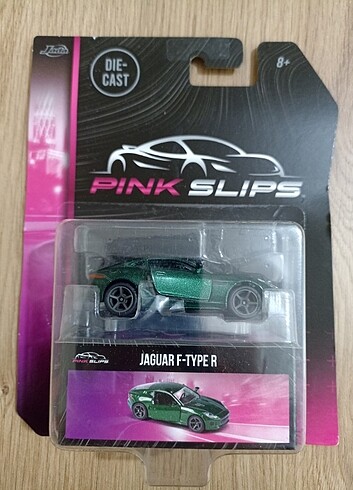 Jada
DIE-
CAST
8+
PINK SLIPS
PINK SLIPS
JAGUAR F-TYPE R